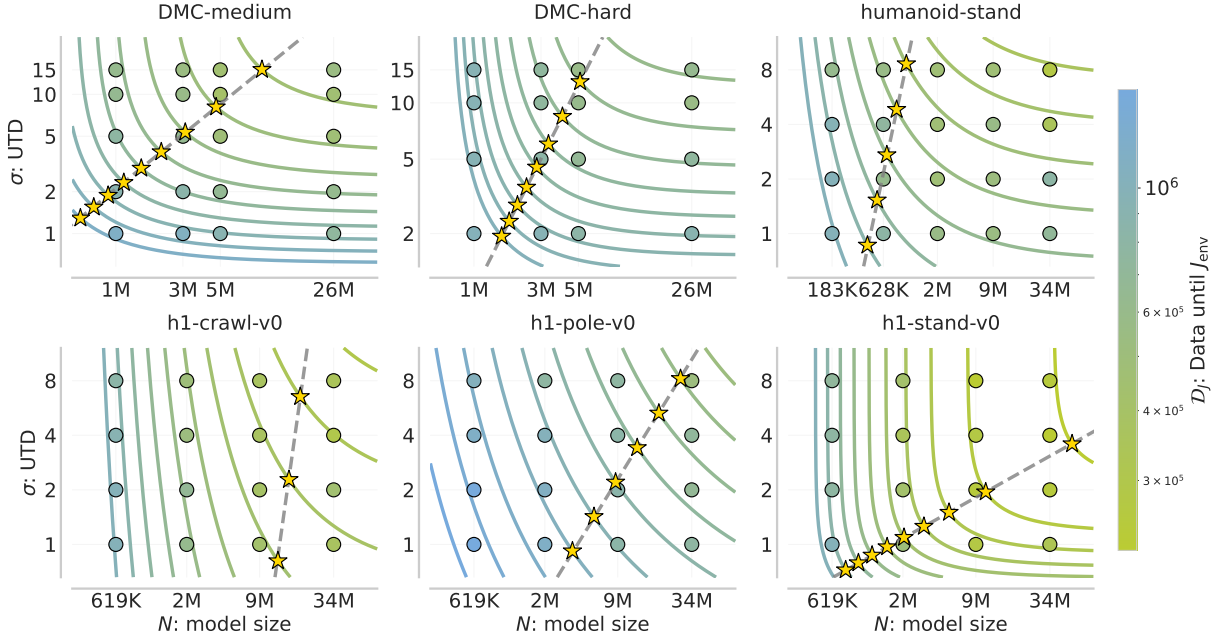 DMC-medium
DMC-hard
humanoid-stand
σ: UTD
15
10
5
2
1
15
10
5
2
8
4
2
1
1M 3M 5M 26M
1M 3M 5M 26M
183K 628K 2M 9M 34M
h1-crawl-v0
h1-pole-v0
h1-stand-v0
σ: UTD
8
4
2
1
8
4
2
1
8
4
2
1
619K 2M 9M 34M
619K 2M 9M 34M
619K 2M 9M 34M
N: model size
N: model size
N: model size
10⁶
6 × 10⁵
4 × 10⁵
3 × 10⁵
𝒟_J: Data until J_env